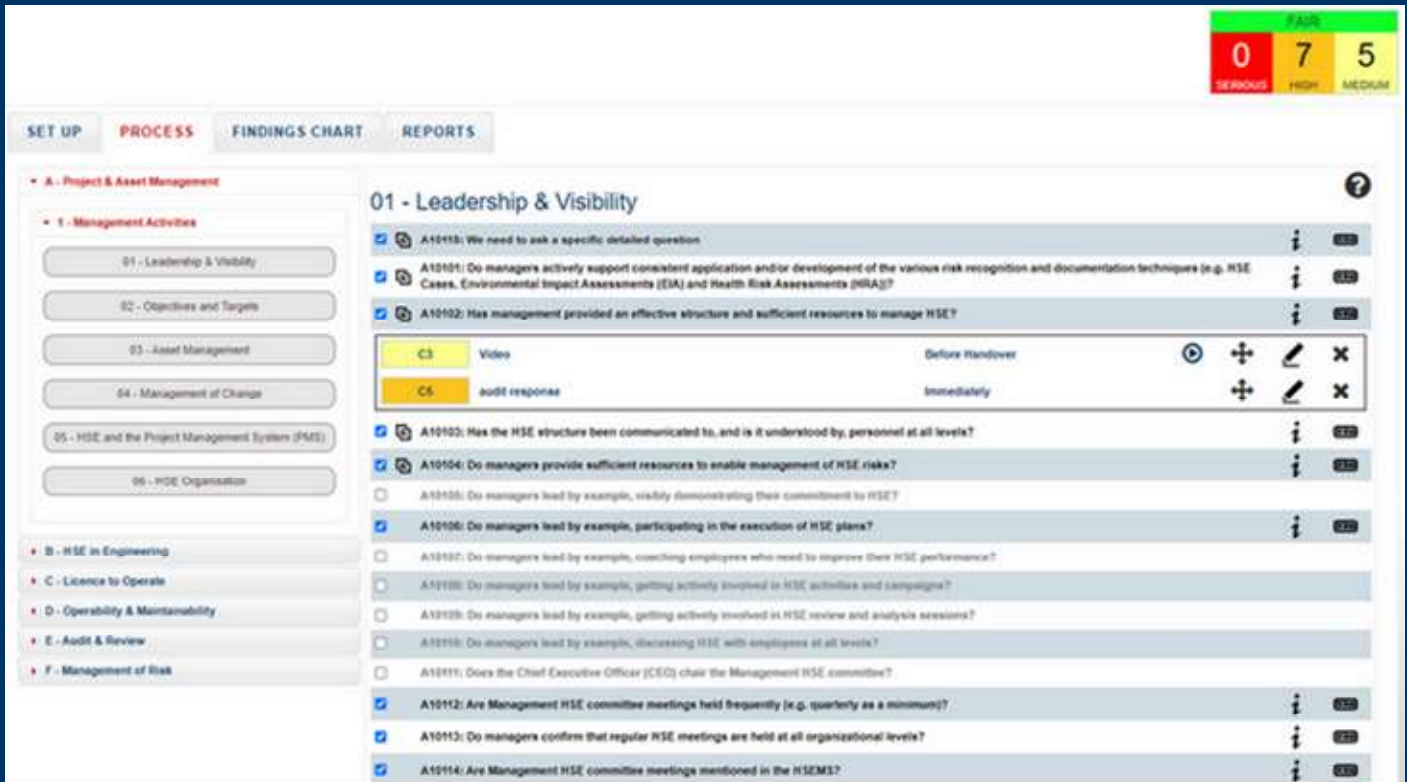 FAIR
0 7 5
SERIOUS HIGH MEDIUM
SET UP PROCESS FINDINGS CHART REPORTS
A - Project & Asset Management
1 - Management Activities
01 - Leadership & Visibility
02 - Objectives and Targets
03 - Asset Management
04 - Management of Change
05 - HSE and the Project Management System (PMS)
06 - HSE Organisation
B - HSE in Engineering
C - Licence to Operate
D - Operability & Maintainability
E - Audit & Review
F - Management of Risk
01 - Leadership & Visibility
We need to ask a specific detailed question
A10101: Do managers actively support consistent application and/or development of the various risk recognition and documentation techniques (e.g. HSE
Cases, Environmental Impact Assessments (EIA) and Health Risk Assessments (HRA))?
A10102: Has management provided an effective structure and sufficient resources to manage HSE?
C3 Video Before Handover
audit response Immediately
A10103: Has the HSE structure been communicated to, and is it understood by, personnel at all levels?
A10104: Do managers provide sufficient resources to enable management of HSE risks?
A10105: Do managers lead by example, visibly demonstrating their commitment to HSE?
A10106: Do managers lead by example, participating in the execution of HSE plans?
A10107: Do managers lead by example, coaching employees who need to improve their HSE performance?
A10108: Do managers lead by example, getting actively involved in HSE activities and campaigns?
A10109: Do managers lead by example, getting actively involved in HSE review and analysis sessions?
A10110: Do managers lead by example, discussing HSE with employees at all levels?
A10111: Does the Chief Executive Officer (CEO) chair the Management HSE committee?
A10112: Are Management HSE committee meetings held frequently (e.g. quarterly as a minimum)?
A10113: Do managers confirm that regular HSE meetings are held at all organizational levels?
A10114: Are Management HSE committee meetings mentioned in the HSEMS?